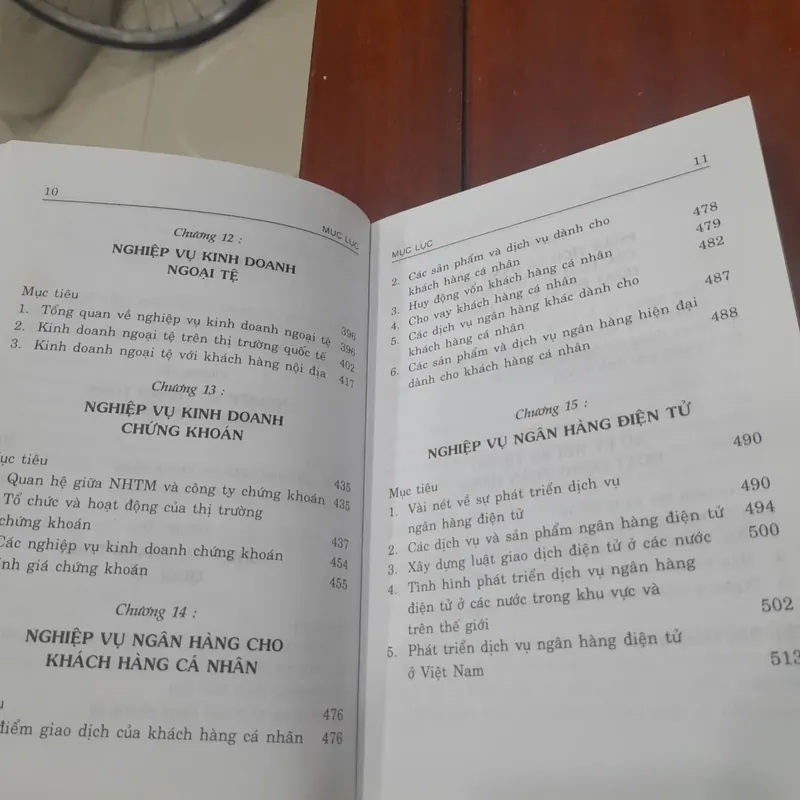 10
MỤC LỤC
Chương 12 :
NGHIỆP VỤ KINH DOANH
NGOẠI TỆ
Mục tiêu 396
1. Tổng quan về nghiệp vụ kinh doanh ngoại tệ 396
2. Kinh doanh ngoại tệ trên thị trường quốc tế 402
3. Kinh doanh ngoại tệ với khách hàng nội địa 417
Chương 13 :
NGHIỆP VỤ KINH DOANH
CHỨNG KHOÁN
ục tiêu 435
Quan hệ giữa NHTM và công ty chứng khoán 435
Tổ chức và hoạt động của thị trường
chứng khoán 437
Các nghiệp vụ kinh doanh chứng khoán 454
ịnh giá chứng khoán 455
Chương 14 :
NGHIỆP VỤ NGÂN HÀNG CHO
KHÁCH HÀNG CÁ NHÂN
u 476
điểm giao dịch của khách hàng cá nhân 476
11
MỤC LỤC
2. Các sản phẩm và dịch vụ dành cho
khách hàng cá nhân 478
3. Huy động vốn khách hàng cá nhân 479
4. Cho vay khách hàng cá nhân 482
5. Các dịch vụ ngân hàng khác dành cho
khách hàng cá nhân 487
6. Các sản phẩm và dịch vụ ngân hàng hiện đại
dành cho khách hàng cá nhân 488
Chương 15 :
NGHIỆP VỤ NGÂN HÀNG ĐIỆN TỬ
Mục tiêu 490
1. Vài nét về sự phát triển dịch vụ
ngân hàng điện tử 490
2. Các dịch vụ và sản phẩm ngân hàng điện tử 494
3. Xây dựng luật giao dịch điện tử ở các nước 500
4. Tình hình phát triển dịch vụ ngân hàng
điện tử ở các nước trong khu vực và
trên thế giới 502
5. Phát triển dịch vụ ngân hàng điện tử
ở Việt Nam 513